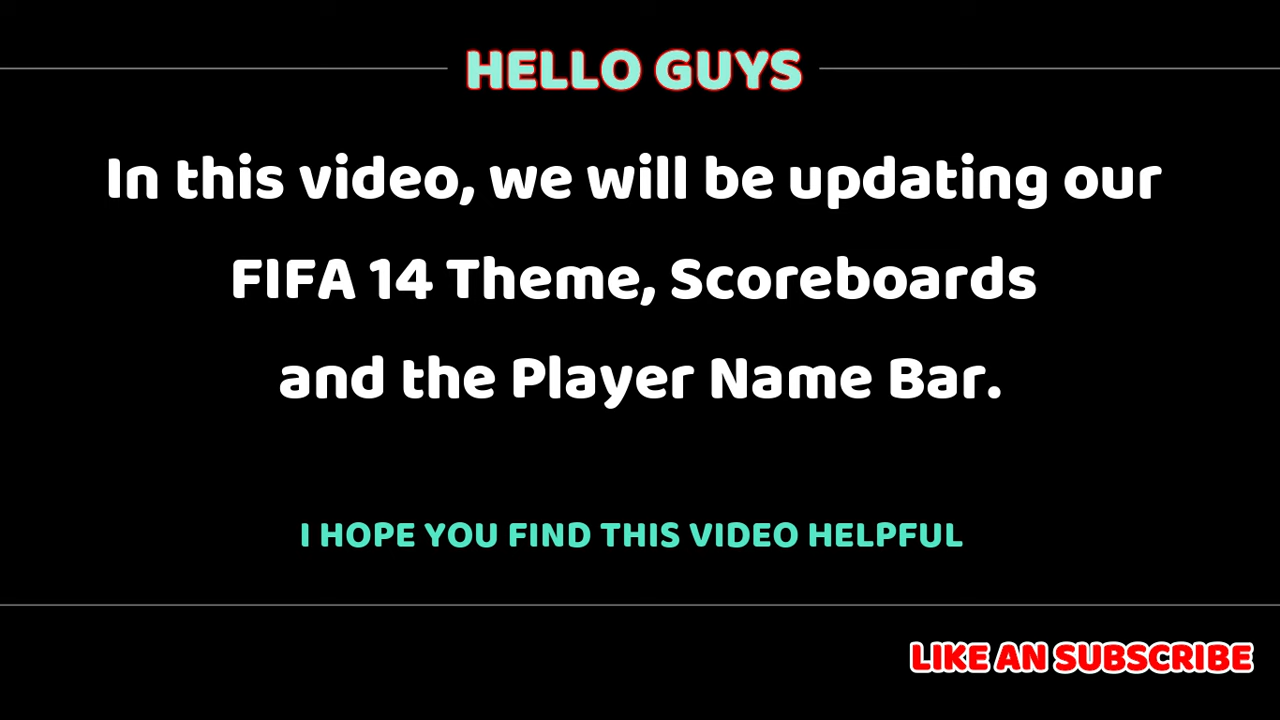 HELLO GUYS
In this video, we will be updating our
FIFA 14 Theme, Scoreboards
and the Player Name Bar.
I HOPE YOU FIND THIS VIDEO HELPFUL
LIKE AN SUBSCRIBE